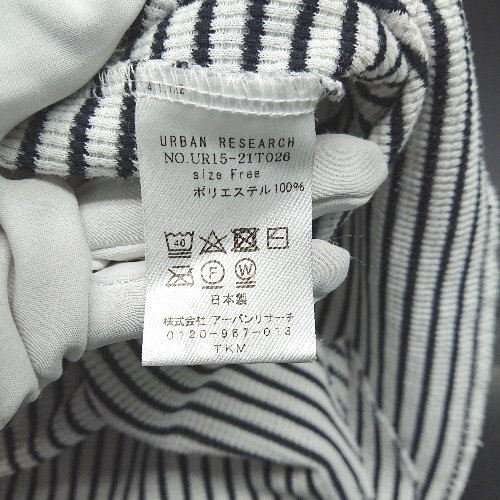 URBAN RESEARCH
NO.UR15-21T026
size Free
ポリエステル100%
40
F W
日本製
株式会社 アーバンリサーチ
0120-967-013
TKM